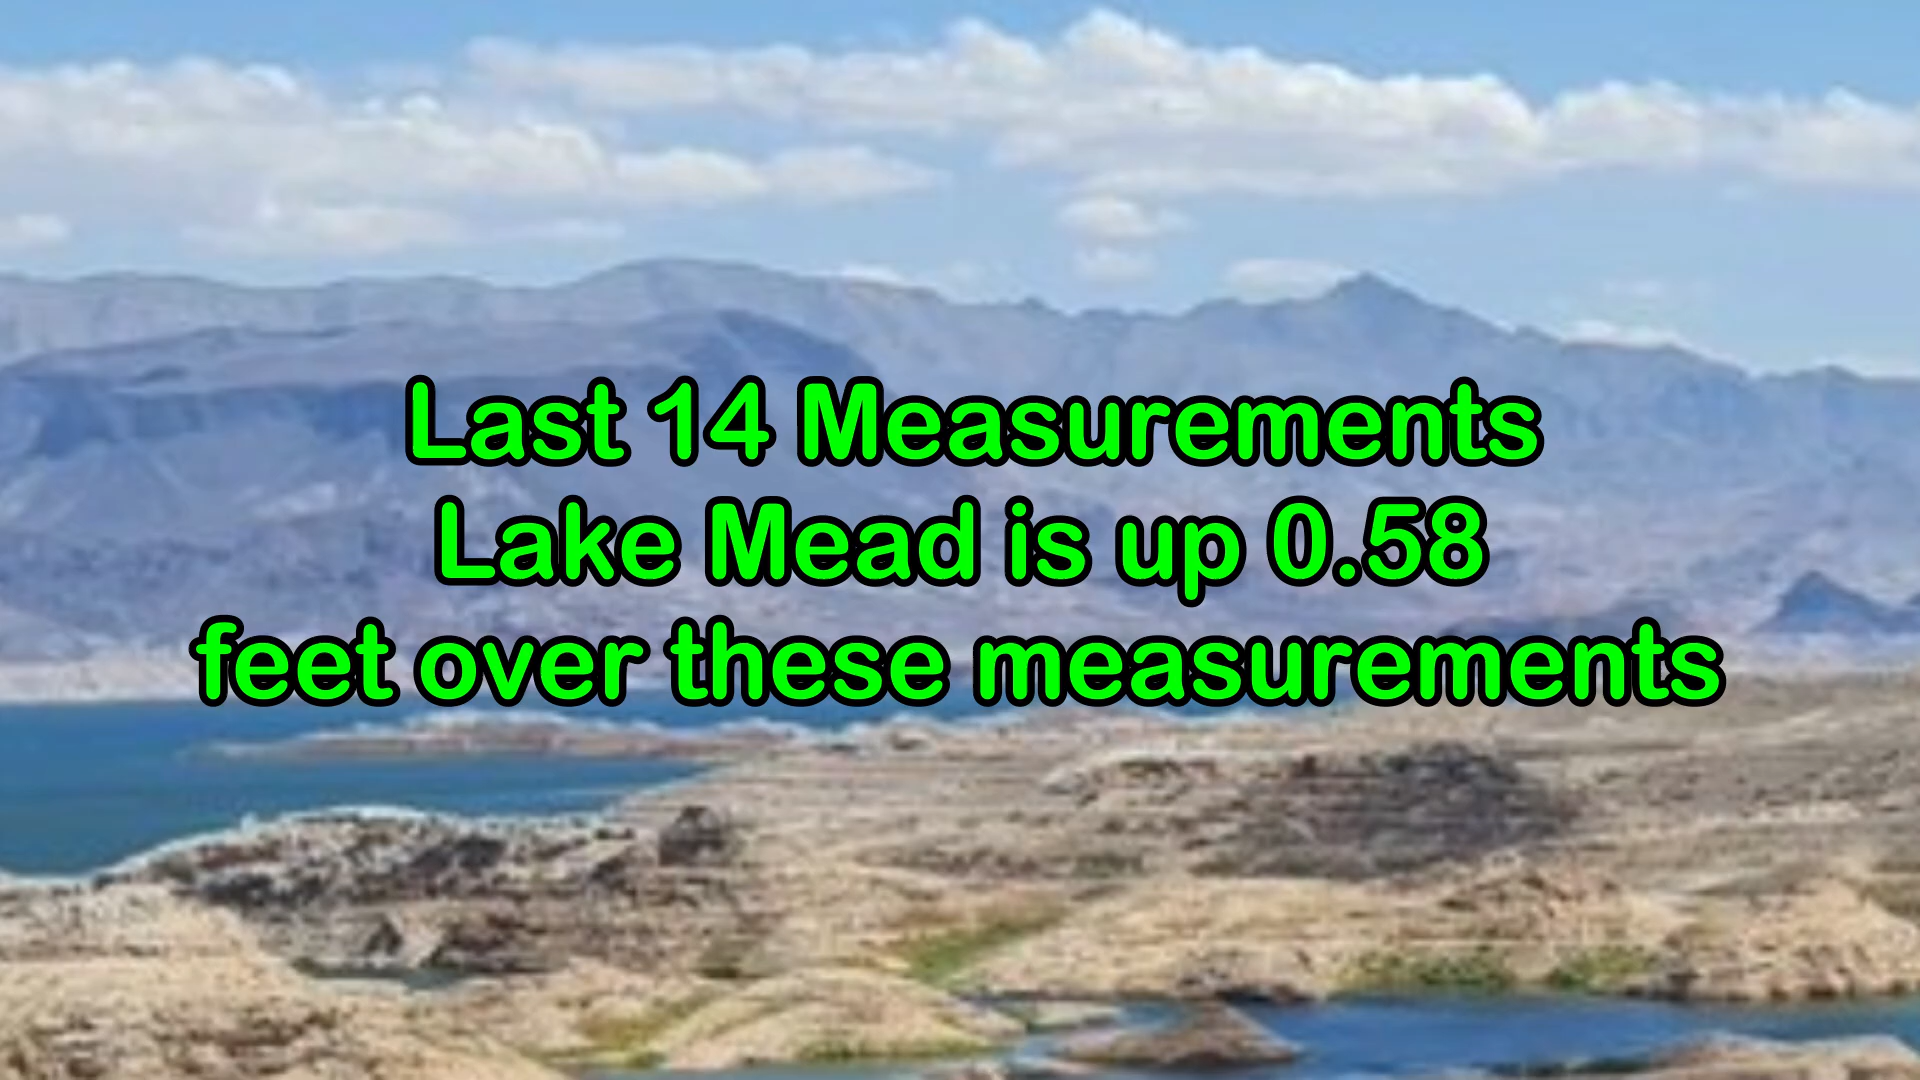 Last 14 Measurements
Lake Mead is up 0.58
feet over these measurements